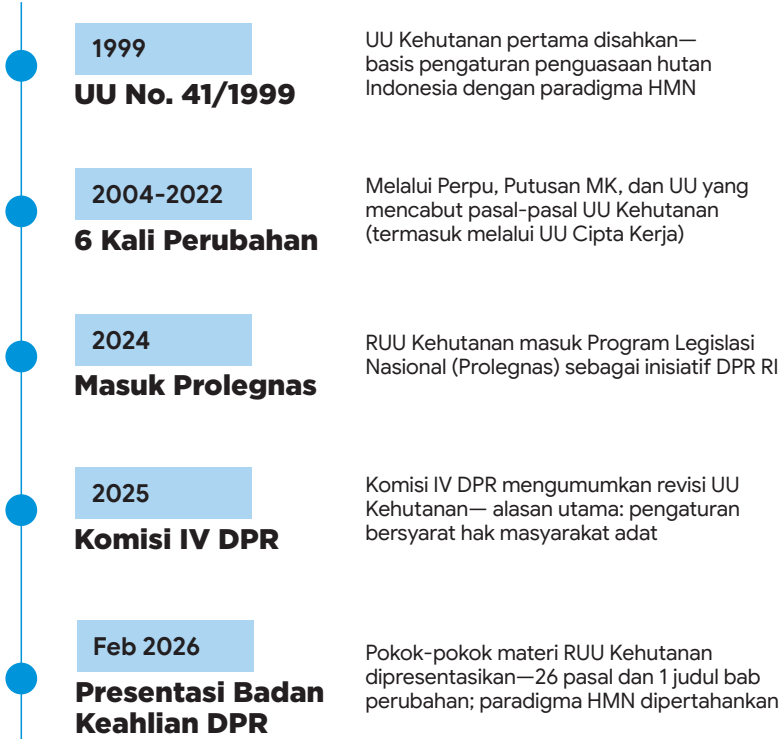 1999
UU No. 41/1999
UU Kehutanan pertama disahkan—
basis pengaturan penguasaan hutan
Indonesia dengan paradigma HMN
2004-2022
6 Kali Perubahan
Melalui Perpu, Putusan MK, dan UU yang
mencabut pasal-pasal UU Kehutanan
(termasuk melalui UU Cipta Kerja)
2024
Masuk Prolegnas
RUU Kehutanan masuk Program Legislasi
Nasional (Prolegnas) sebagai inisiatif DPR RI
2025
Komisi IV DPR
Komisi IV DPR mengumumkan revisi UU
Kehutanan— alasan utama: pengaturan
bersyarat hak masyarakat adat
Feb 2026
Presentasi Badan
Keahlian DPR
Pokok-pokok materi RUU Kehutanan
dipresentasikan—26 pasal dan 1 judul bab
perubahan; paradigma HMN dipertahankan